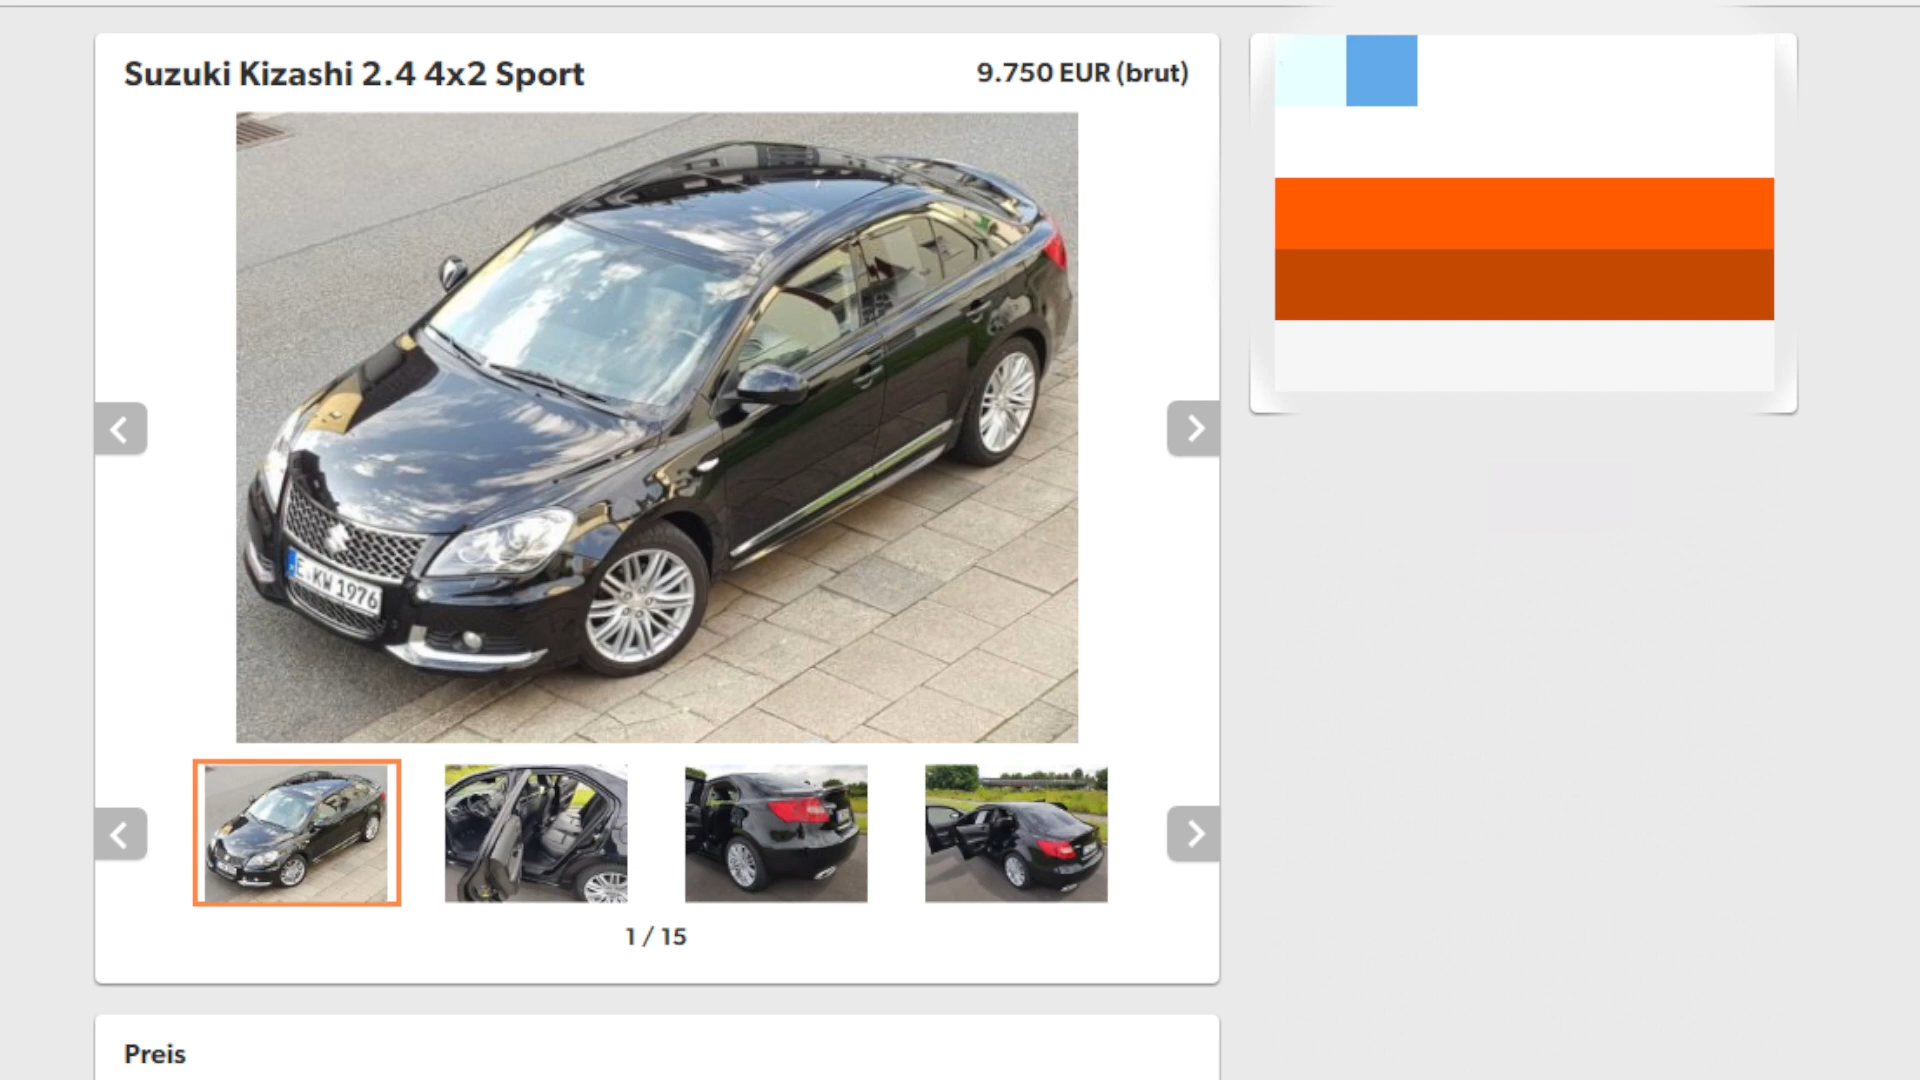 Suzuki Kizashi 2.4 4x2 Sport
9.750 EUR (brut)
E KW 1976
1 / 15
Preis